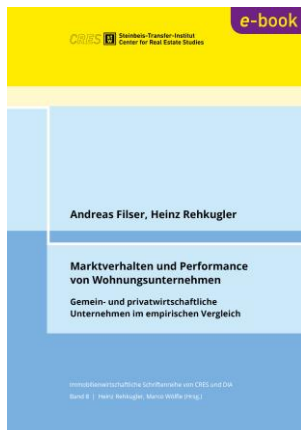 e-book
CRES Steinbeis-Transfer-Institut
Center for Real Estate Studies
Andreas Filser, Heinz Rehkugler
Marktverhalten und Performance
von Wohnungsunternehmen
Gemein- und privatwirtschaftliche
Unternehmen im empirischen Vergleich
Immobilienwirtschaftliche Schriftenreihe von CRES und DIA
Band 8 | Heinz Rehkugler, Marco Wölfle (Hrsg.)